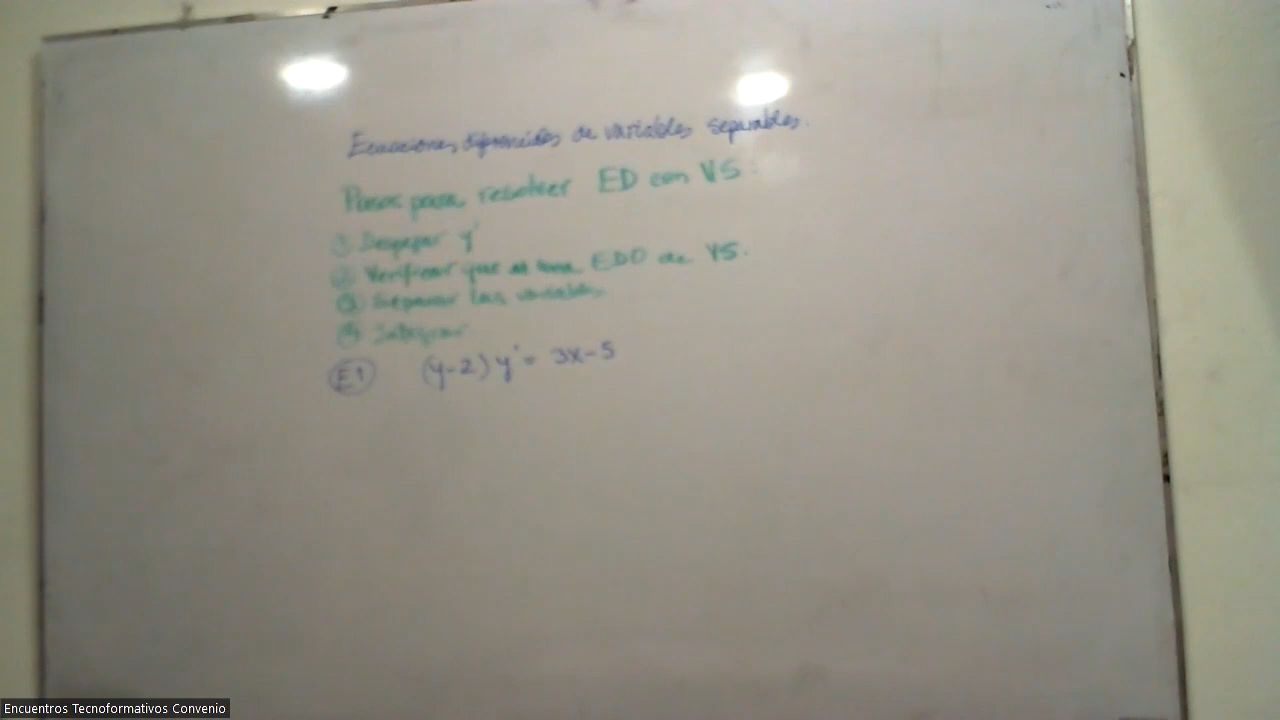 Ecuaciones diferenciales de variables separables.
Pasos para resolver ED con VS:
① Despejar y'
② Verificar que es una EDO de VS.
③ Separar las variables
④ Integrar
E1 (y-2) y' = 3x-5
Encuentros Tecnoformativos Convenio